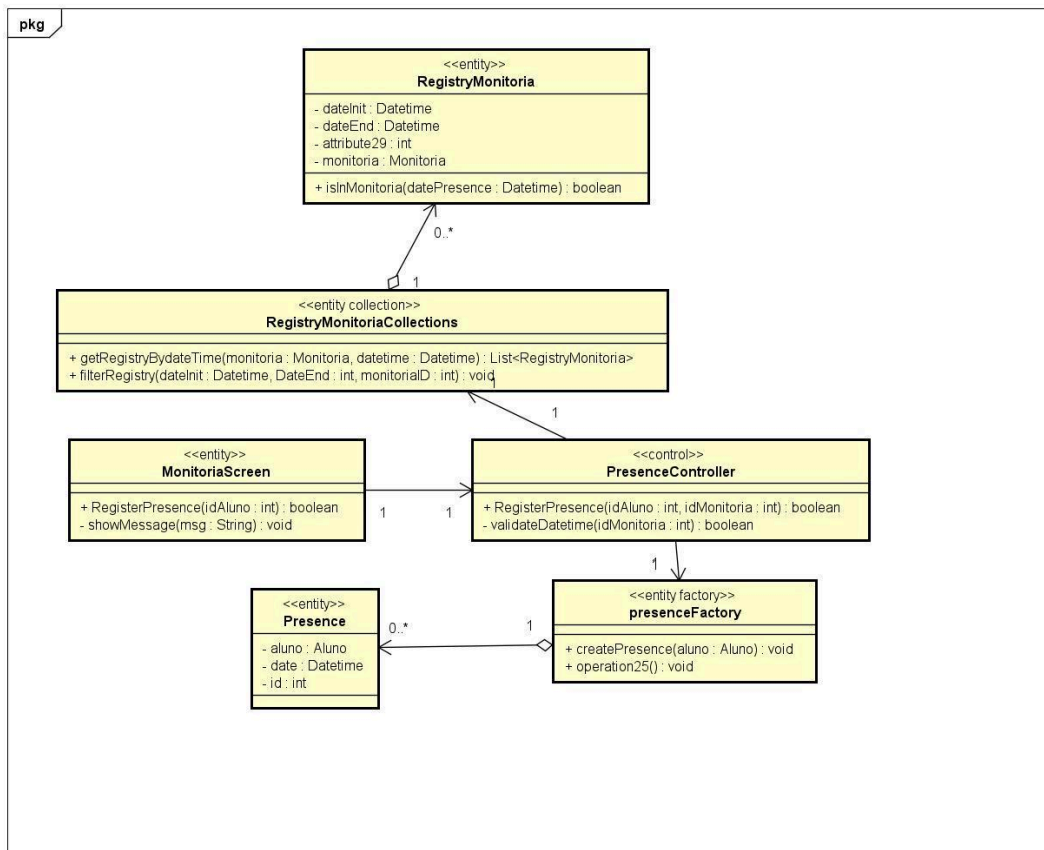 pkg
<<entity>>
RegistryMonitoria
- dateInit : Datetime
- dateEnd : Datetime
- attribute29 : int
- monitoria : Monitoria
+ isInMonitoria(datePresence : Datetime) : boolean
0..*
1
<<entity collection>>
RegistryMonitoriaCollections
+ getRegistryBydateTime(monitoria : Monitoria, datetime : Datetime) : List<RegistryMonitoria>
+ filterRegistry(dateInit : Datetime, DateEnd : int, monitoriaID : int) : void
1
1
<<entity>>
MonitoriaScreen
+ RegisterPresence(idAluno : int) : boolean
- showMessage(msg : String) : void
1
1
<<control>>
PresenceController
+ RegisterPresence(idAluno : int, idMonitoria : int) : boolean
- validateDatetime(idMonitoria : int) : boolean
1
<<entity>>
Presence
- aluno : Aluno
- date : Datetime
- id : int
0..*
1
<<entity factory>>
presenceFactory
+ createPresence(aluno : Aluno) : void
+ operation25() : void